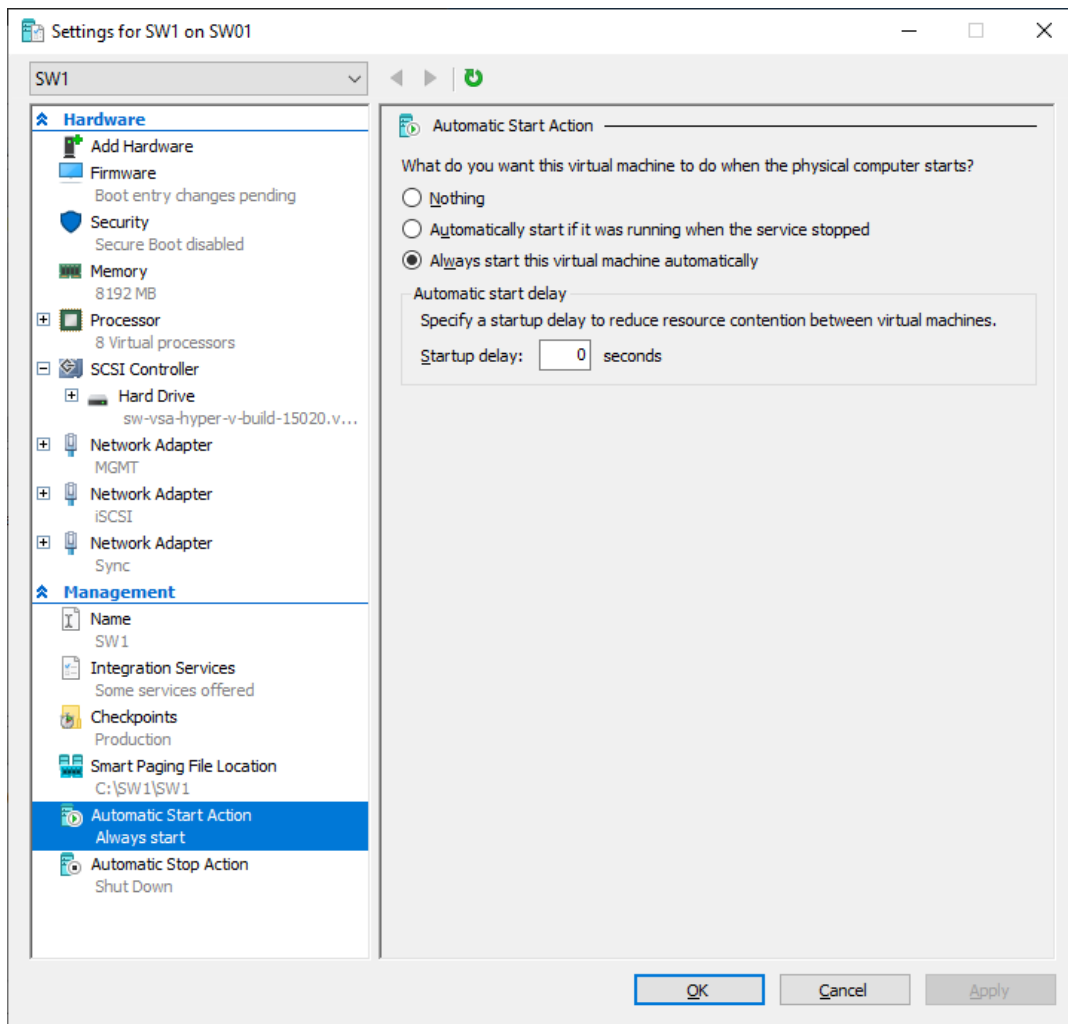 Settings for SW1 on SW01
SW1
Hardware
Add Hardware
Firmware
Boot entry changes pending
Security
Secure Boot disabled
Memory
8192 MB
Processor
8 Virtual processors
SCSI Controller
Hard Drive
sw-vsa-hyper-v-build-15020.v...
Network Adapter
MGMT
Network Adapter
iSCSI
Network Adapter
Sync
Management
Name
SW1
Integration Services
Some services offered
Checkpoints
Production
Smart Paging File Location
C:\SW1\SW1
Automatic Start Action
Always start
Automatic Stop Action
Shut Down
Automatic Start Action
What do you want this virtual machine to do when the physical computer starts?
Nothing
Automatically start if it was running when the service stopped
Always start this virtual machine automatically
Automatic start delay
Specify a startup delay to reduce resource contention between virtual machines.
Startup delay: 0 seconds
OK Cancel Apply